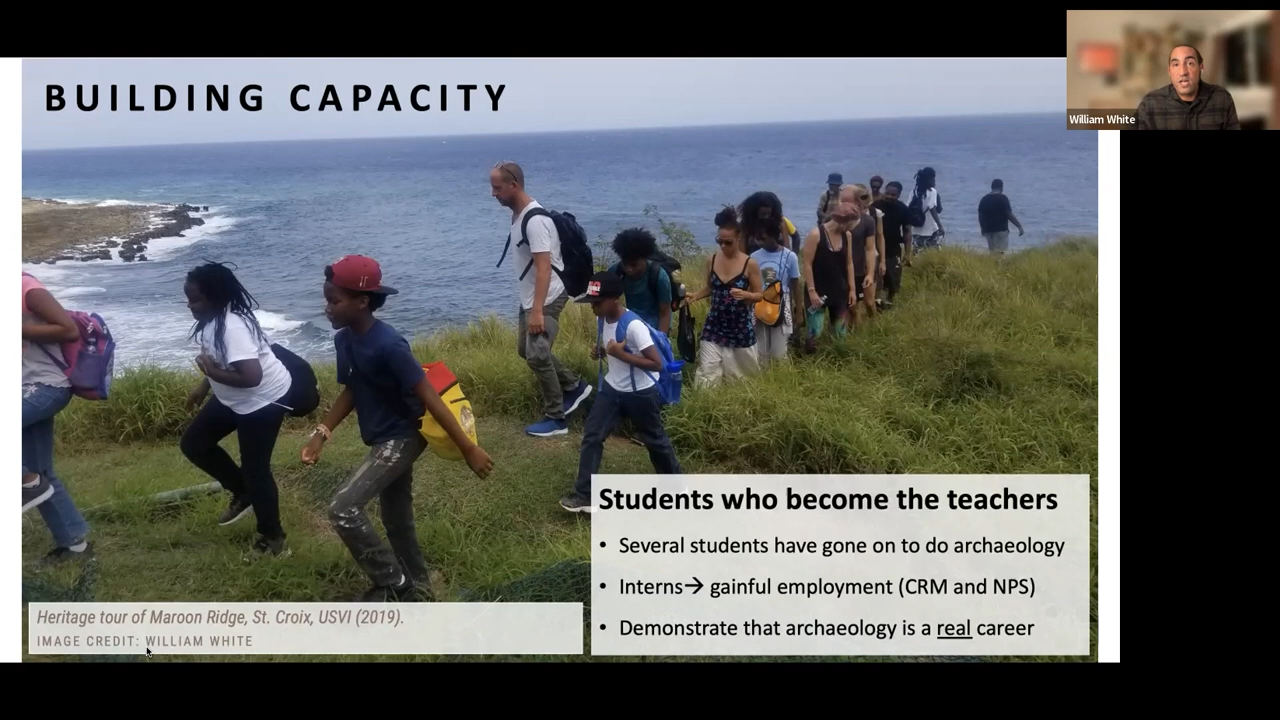 BUILDING CAPACITY
William White
Students who become the teachers
• Several students have gone on to do archaeology
• Interns→ gainful employment (CRM and NPS)
• Demonstrate that archaeology is a real career
Heritage tour of Maroon Ridge, St. Croix, USVI (2019).
IMAGE CREDIT: WILLIAM WHITE